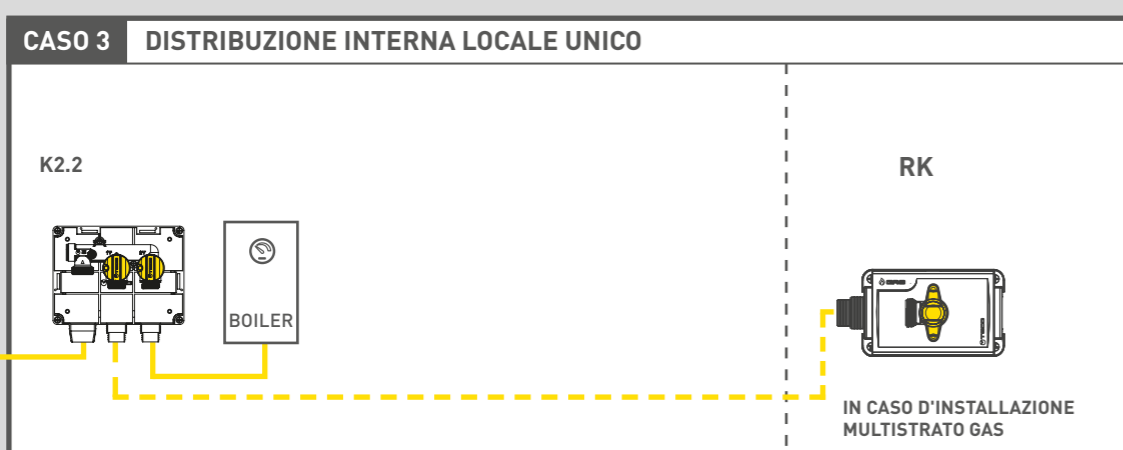 CASO 3 DISTRIBUZIONE INTERNA LOCALE UNICO
K2.2
RK
BOILER
IN CASO D'INSTALLAZIONE
MULTISTRATO GAS